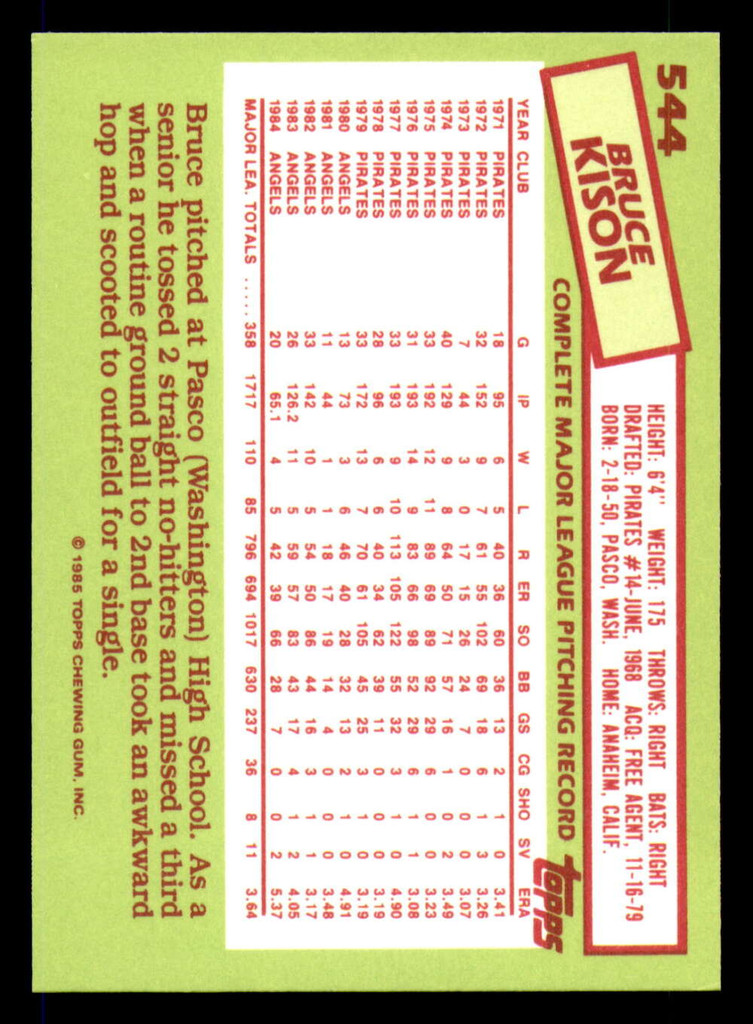 544
BRUCE
KISON
HEIGHT: 6'4" WEIGHT: 175 THROWS: RIGHT BATS: RIGHT
DRAFTED: PIRATES #14-JUNE, 1968 ACQ: FREE AGENT, 11-16-79
BORN: 2-18-50, PASCO, WASH. HOME: ANAHEIM, CALIF.
COMPLETE MAJOR LEAGUE PITCHING RECORD
topps
YEAR CLUB G IP W L R ER SO BB GS CG SHO SV ERA
1971 PIRATES 18 95 6 5 40 36 60 36 13 2 1 0 3.41
1972 PIRATES 32 152 9 7 61 55 102 69 18 6 1 3 3.26
1973 PIRATES 7 44 3 0 17 15 26 24 7 0 0 0 3.07
1974 PIRATES 40 129 9 8 64 50 71 57 16 1 0 2 3.49
1975 PIRATES 33 192 12 11 89 69 89 92 29 6 0 0 3.23
1976 PIRATES 31 193 14 9 83 66 98 52 29 6 1 1 3.08
1977 PIRATES 33 193 9 10 113 105 122 55 32 3 1 0 4.90
1978 PIRATES 28 96 6 6 40 34 62 39 11 0 0 0 3.19
1979 PIRATES 33 172 13 7 70 61 105 45 25 3 1 0 3.19
1980 ANGELS 13 73 3 6 46 40 28 32 13 2 1 0 4.91
1981 ANGELS 11 44 1 1 18 17 19 14 4 0 0 0 3.48
1982 ANGELS 33 142 10 5 54 50 86 44 16 3 1 1 3.17
1983 ANGELS 26 126.2 11 5 59 57 83 43 17 4 1 2 4.05
1984 ANGELS 20 65.1 4 5 42 39 66 28 7 0 0 2 5.37
MAJOR LEA. TOTALS ..... 358 1717 110 85 796 694 1017 630 237 36 8 11 3.64
Bruce pitched at Pasco (Washington) High School. As a
senior he tossed 2 straight no-hitters and missed a third
when a routine ground ball to 2nd base took an awkward
hop and scooted to outfield for a single.
© 1985 TOPPS CHEWING GUM, INC.